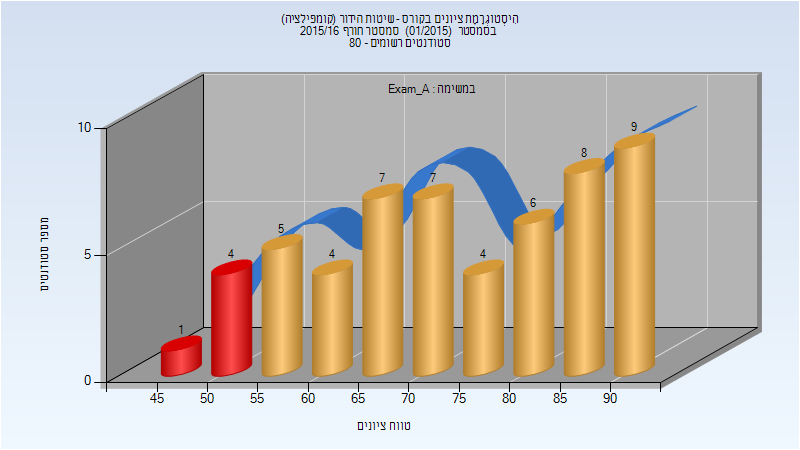 הִיסְטוֹגְרָמַת ציונים בקורס - שיטות הידור (קומפילציה)
בסמסטר (01/2015) סמסטר חורף 2015/16
סטודנטים רשומים - 80
במשימה : Exam_A
מספר סטודנטים
10
5
0
1
4
5
4
7
7
4
6
8
9
45 50 55 60 65 70 75 80 85 90
טווח ציונים